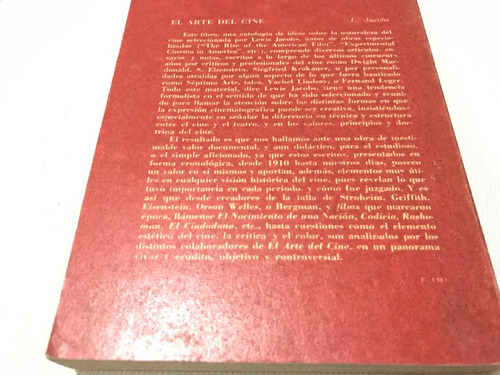 EL ARTE DEL CINE L. Jacobs
Este libro, una antología de ideas sobre la naturaleza del
cine seleccionada por Lewis Jacobs, autor de obras especia-
lizadas ("The Rise of the American Film", "Experimental
Cinema in America", etc.), comprende diversos artículos, en-
sayos y notas, escritos a lo largo de los últimos cincuenta
años por críticos y profesionales del cine como Dwight Mac-
donald, S. Eisenstein, Siegfried Krakauer, o por personali-
dades atraídas por algún aspecto de lo que fuera bautizado
como Séptimo Arte, tales, Vachel Lindsay, o Fernand Leger.
Todo este material, dice Lewis Jacobs, tiene una tendencia
formalista en el sentido de que ha sido seleccionado y reuni-
do para llamar la atención sobre las distintas formas en que
la expresión cinematográfica puede ser creativa, insistiéndose
especialmente en señalar la diferencia en técnica y estructura
entre el cine y el teatro, y en los valores, principios y doc-
trina del cine.
El resultado es que nos hallamos ante una obra de inesti-
mable valor documental, y aun didáctico, para el estudioso,
o el simple aficionado, ya que estos escritos, presentados en
forma cronológica, desde 1910 hasta nuestros días, poseen
un valor en sí mismos y aportan, además, elementos muy úti-
les en cualquier visión histórica del cine, pues revelan lo que
tuvo importancia en cada período, y cómo fue juzgado. Y es
así que desde creadores de la talla de Stroheim, Griffith,
Eisenstein, Orson Welles, o Bergman, y films que marcaron
época, llámense El Nacimiento de una Nación, Codicia, Rasho-
mon, El Ciudadano, etc., hasta cuestiones como el elemento
estético del cine, la crítica y el color, son analizados por los
distintos colaboradores de El Arte del Cine, en un panorama
vivaz y erudito, objetivo y controversial.